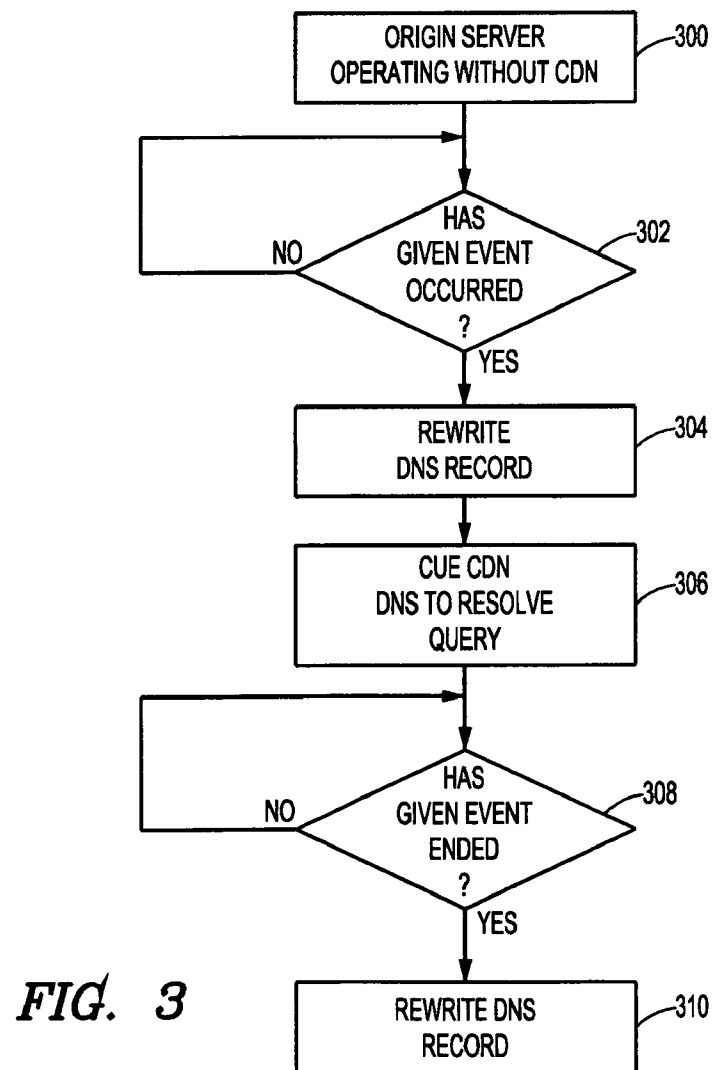 ORIGIN SERVER
OPERATING WITHOUT CDN
300
HAS
GIVEN EVENT
OCCURRED
?
302
NO
YES
REWRITE
DNS RECORD
304
CUE CDN
DNS TO RESOLVE
QUERY
306
HAS
GIVEN EVENT
ENDED
?
308
NO
YES
REWRITE DNS
RECORD
310
FIG. 3